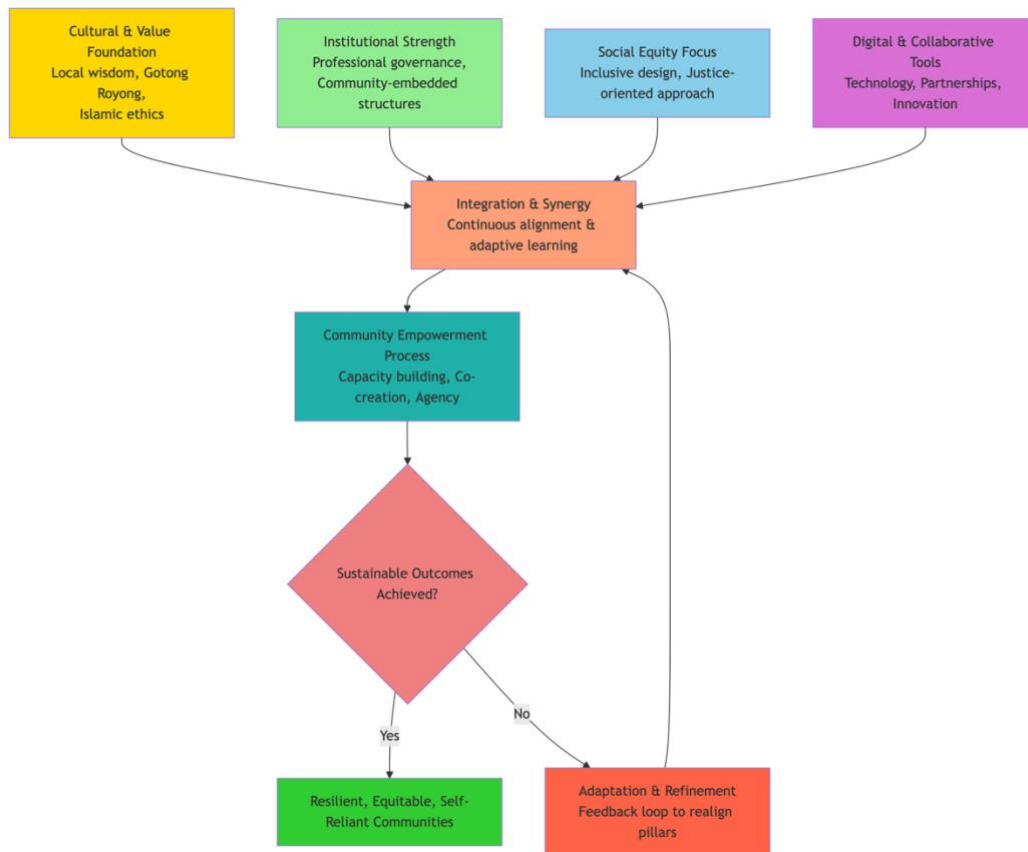 Cultural & Value
Foundation
Local wisdom, Gotong
Royong,
Islamic ethics
Institutional Strength
Professional governance,
Community-embedded
structures
Social Equity Focus
Inclusive design, Justice-
oriented approach
Digital & Collaborative
Tools
Technology, Partnerships,
Innovation
Integration & Synergy
Continuous alignment &
adaptive learning
Community Empowerment
Process
Capacity building, Co-
creation, Agency
Sustainable Outcomes
Achieved?
No
Yes
Resilient, Equitable, Self-
Reliant Communities
Adaptation & Refinement
Feedback loop to realign
pillars